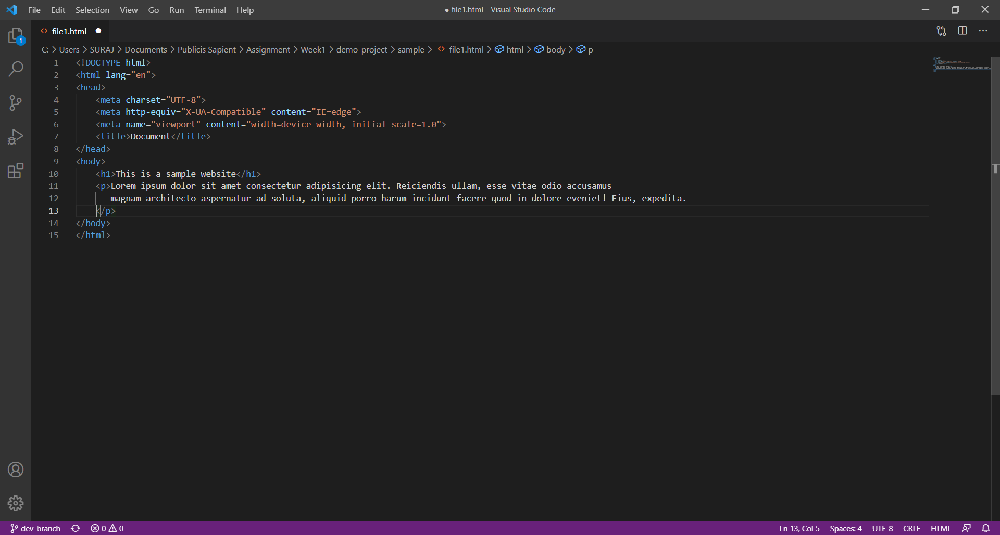 File Edit Selection View Go Run Terminal Help ● file1.html - Visual Studio Code
file1.html
1
C: > Users > SURAJ > Documents > Publicis Sapient > Assignment > Week1 > demo-project > sample > file1.html > html > body > p
1 <!DOCTYPE html>
2 <html lang="en">
3 <head>
4     <meta charset="UTF-8">
5     <meta http-equiv="X-UA-Compatible" content="IE=edge">
6     <meta name="viewport" content="width=device-width, initial-scale=1.0">
7     <title>Document</title>
8 </head>
9 <body>
10     <h1>This is a sample website</h1>
11     <p>Lorem ipsum dolor sit amet consectetur adipisicing elit. Reiciendis ullam, esse vitae odio accusamus
12        magnam architecto aspernatur ad soluta, aliquid porro harum incidunt facere quod in dolore eveniet! Eius, expedita.
13     </p>
14 </body>
15 </html>
dev_branch 0 0 Ln 13, Col 5 Spaces: 4 UTF-8 CRLF HTML